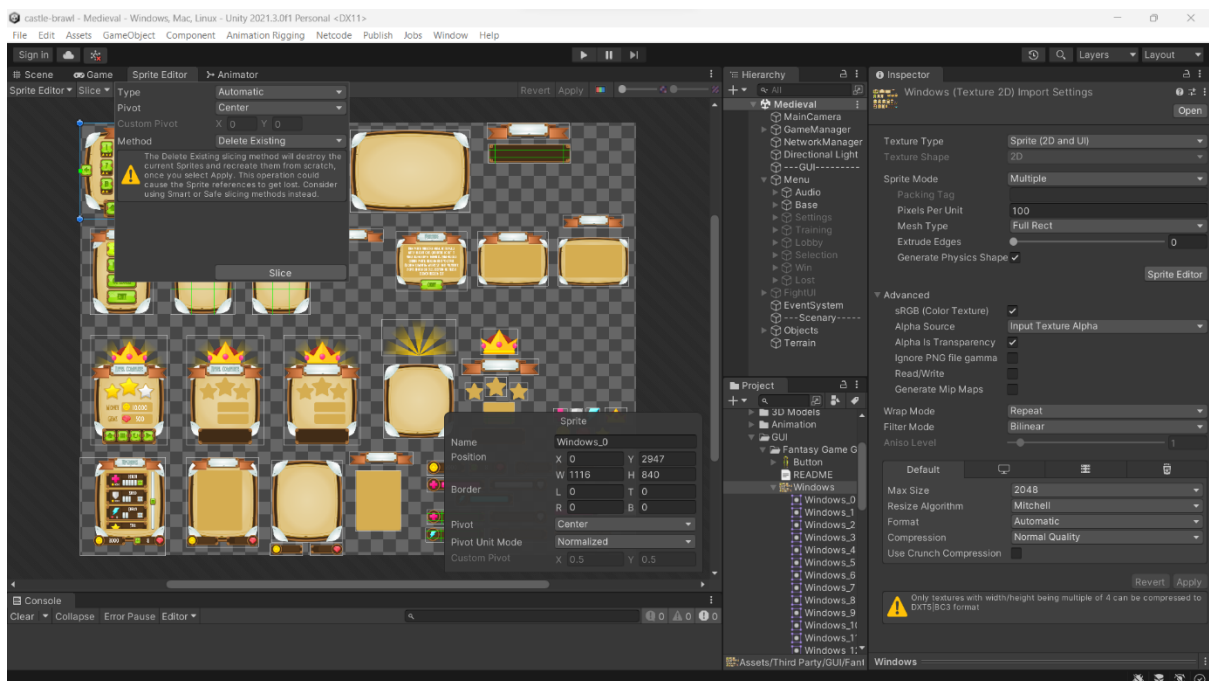 castle-brawl - Medieval - Windows, Mac, Linux - Unity 2021.3.0f1 Personal <DX11>
File Edit Assets GameObject Component Animation Rigging Netcode Publish Jobs Window Help
Sign in
Layers Layout
Scene Game Sprite Editor Animator
Sprite Editor Slice
Revert Apply
Type Automatic
Pivot Center
Custom Pivot X 0 Y 0
Method Delete Existing
The Delete Existing slicing method will destroy the
current Sprites and recreate them from scratch,
once you select Apply. This operation could
cause the Sprite references to get lost. Consider
using Smart or Safe slicing methods instead.
Slice
Sprite
Name Windows_0
Position X 0 Y 2947
W 1116 H 840
Border L 0 T 0
R 0 B 0
Pivot Center
Pivot Unit Mode Normalized
Custom Pivot X 0.5 Y 0.5
Console
Clear Collapse Error Pause Editor
0 0 0
Hierarchy
All
Medieval
MainCamera
GameManager
NetworkManager
Directional Light
---GUI---------
Menu
Audio
Base
Settings
Training
Lobby
Selection
Win
Lost
FightUI
EventSystem
---Scenary-----
Objects
Terrain
Project
3D Models
Animation
GUI
Fantasy Game G
Button
README
Windows
Windows_0
Windows_1
Windows_2
Windows_3
Windows_4
Windows_5
Windows_6
Windows_7
Windows_8
Windows_9
Assets/Third Party/GUI/Fant
Inspector
Windows (Texture 2D) Import Settings
Open
Texture Type Sprite (2D and UI)
Texture Shape 2D
Sprite Mode Multiple
Packing Tag
Pixels Per Unit 100
Mesh Type Full Rect
Extrude Edges 0
Generate Physics Shape
Sprite Editor
Advanced
sRGB (Color Texture)
Alpha Source Input Texture Alpha
Alpha Is Transparency
Ignore PNG file gamma
Read/Write
Generate Mip Maps
Wrap Mode Repeat
Filter Mode Bilinear
Aniso Level 1
Default
Max Size 2048
Resize Algorithm Mitchell
Format Automatic
Compression Normal Quality
Use Crunch Compression
Revert Apply
Only textures with width/height being multiple of 4 can be compressed to
DXT5|BC3 format
Windows